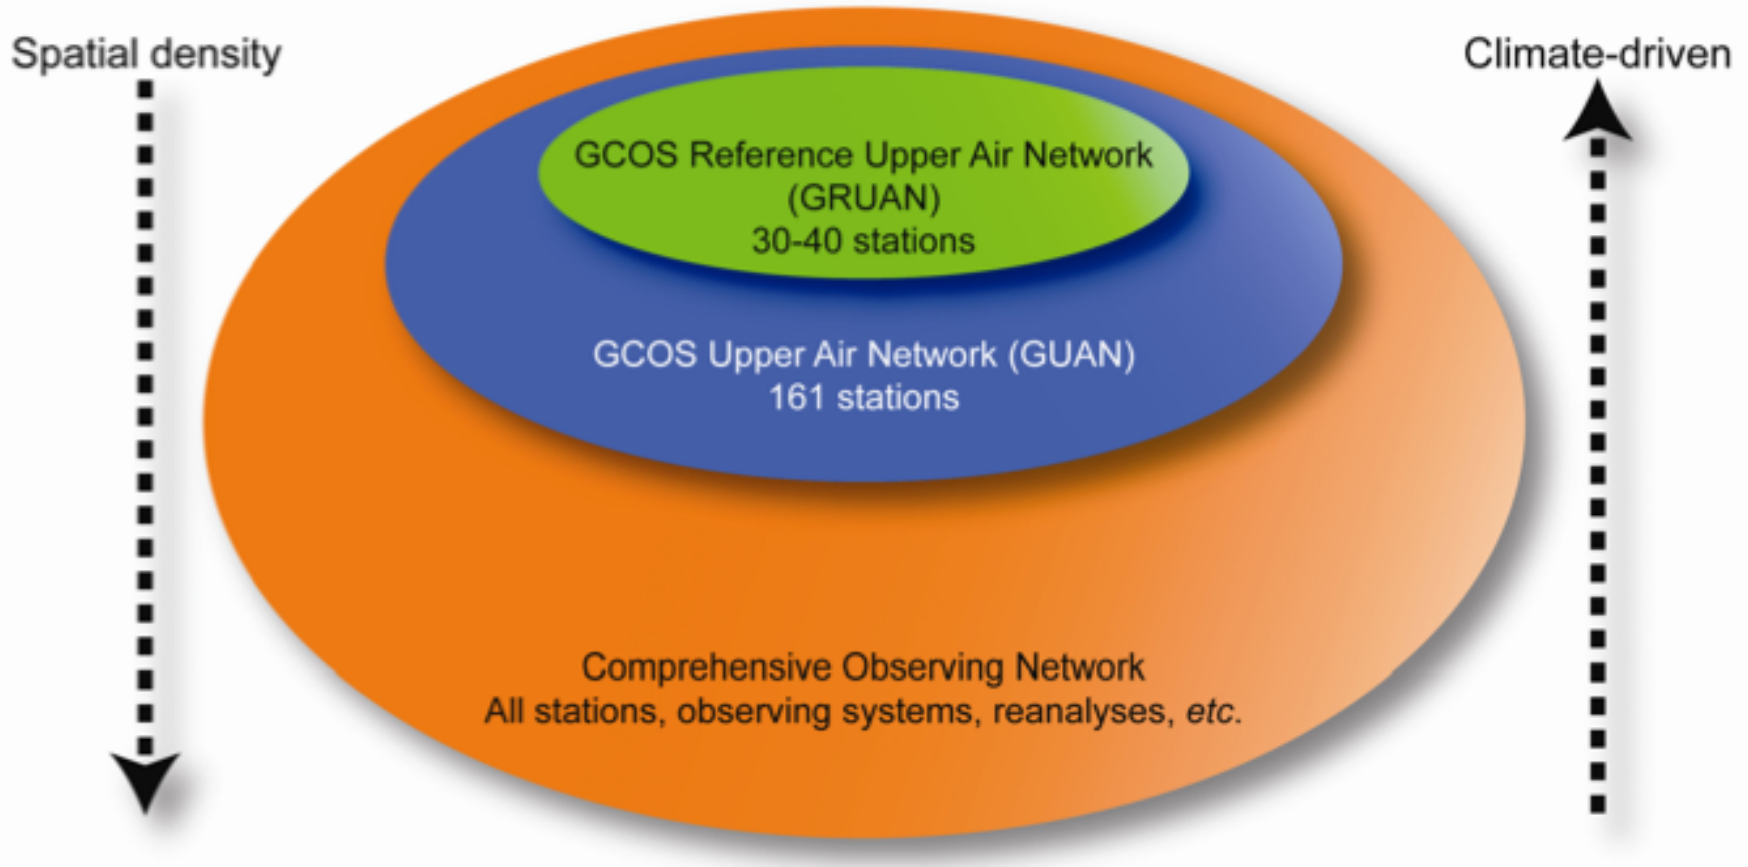 Spatial density
Climate-driven
GCOS Reference Upper Air Network
(GRUAN)
30-40 stations
GCOS Upper Air Network (GUAN)
161 stations
Comprehensive Observing Network
All stations, observing systems, reanalyses, etc.